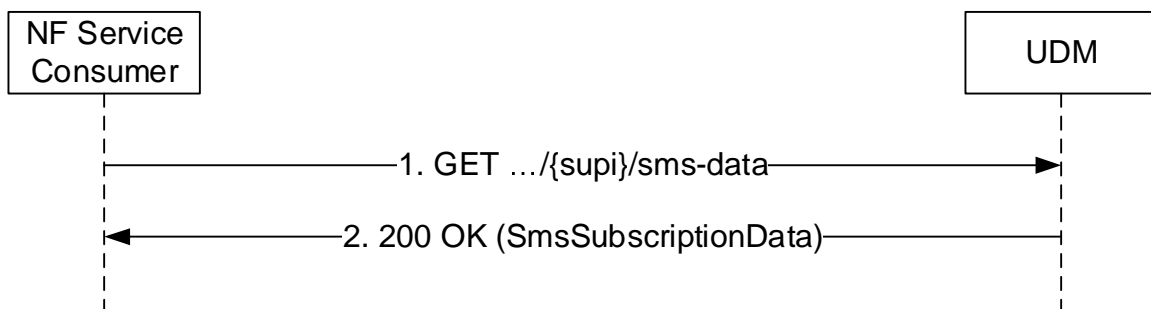 NF Service
Consumer
UDM
1. GET …/{supi}/sms-data
2. 200 OK (SmsSubscriptionData)